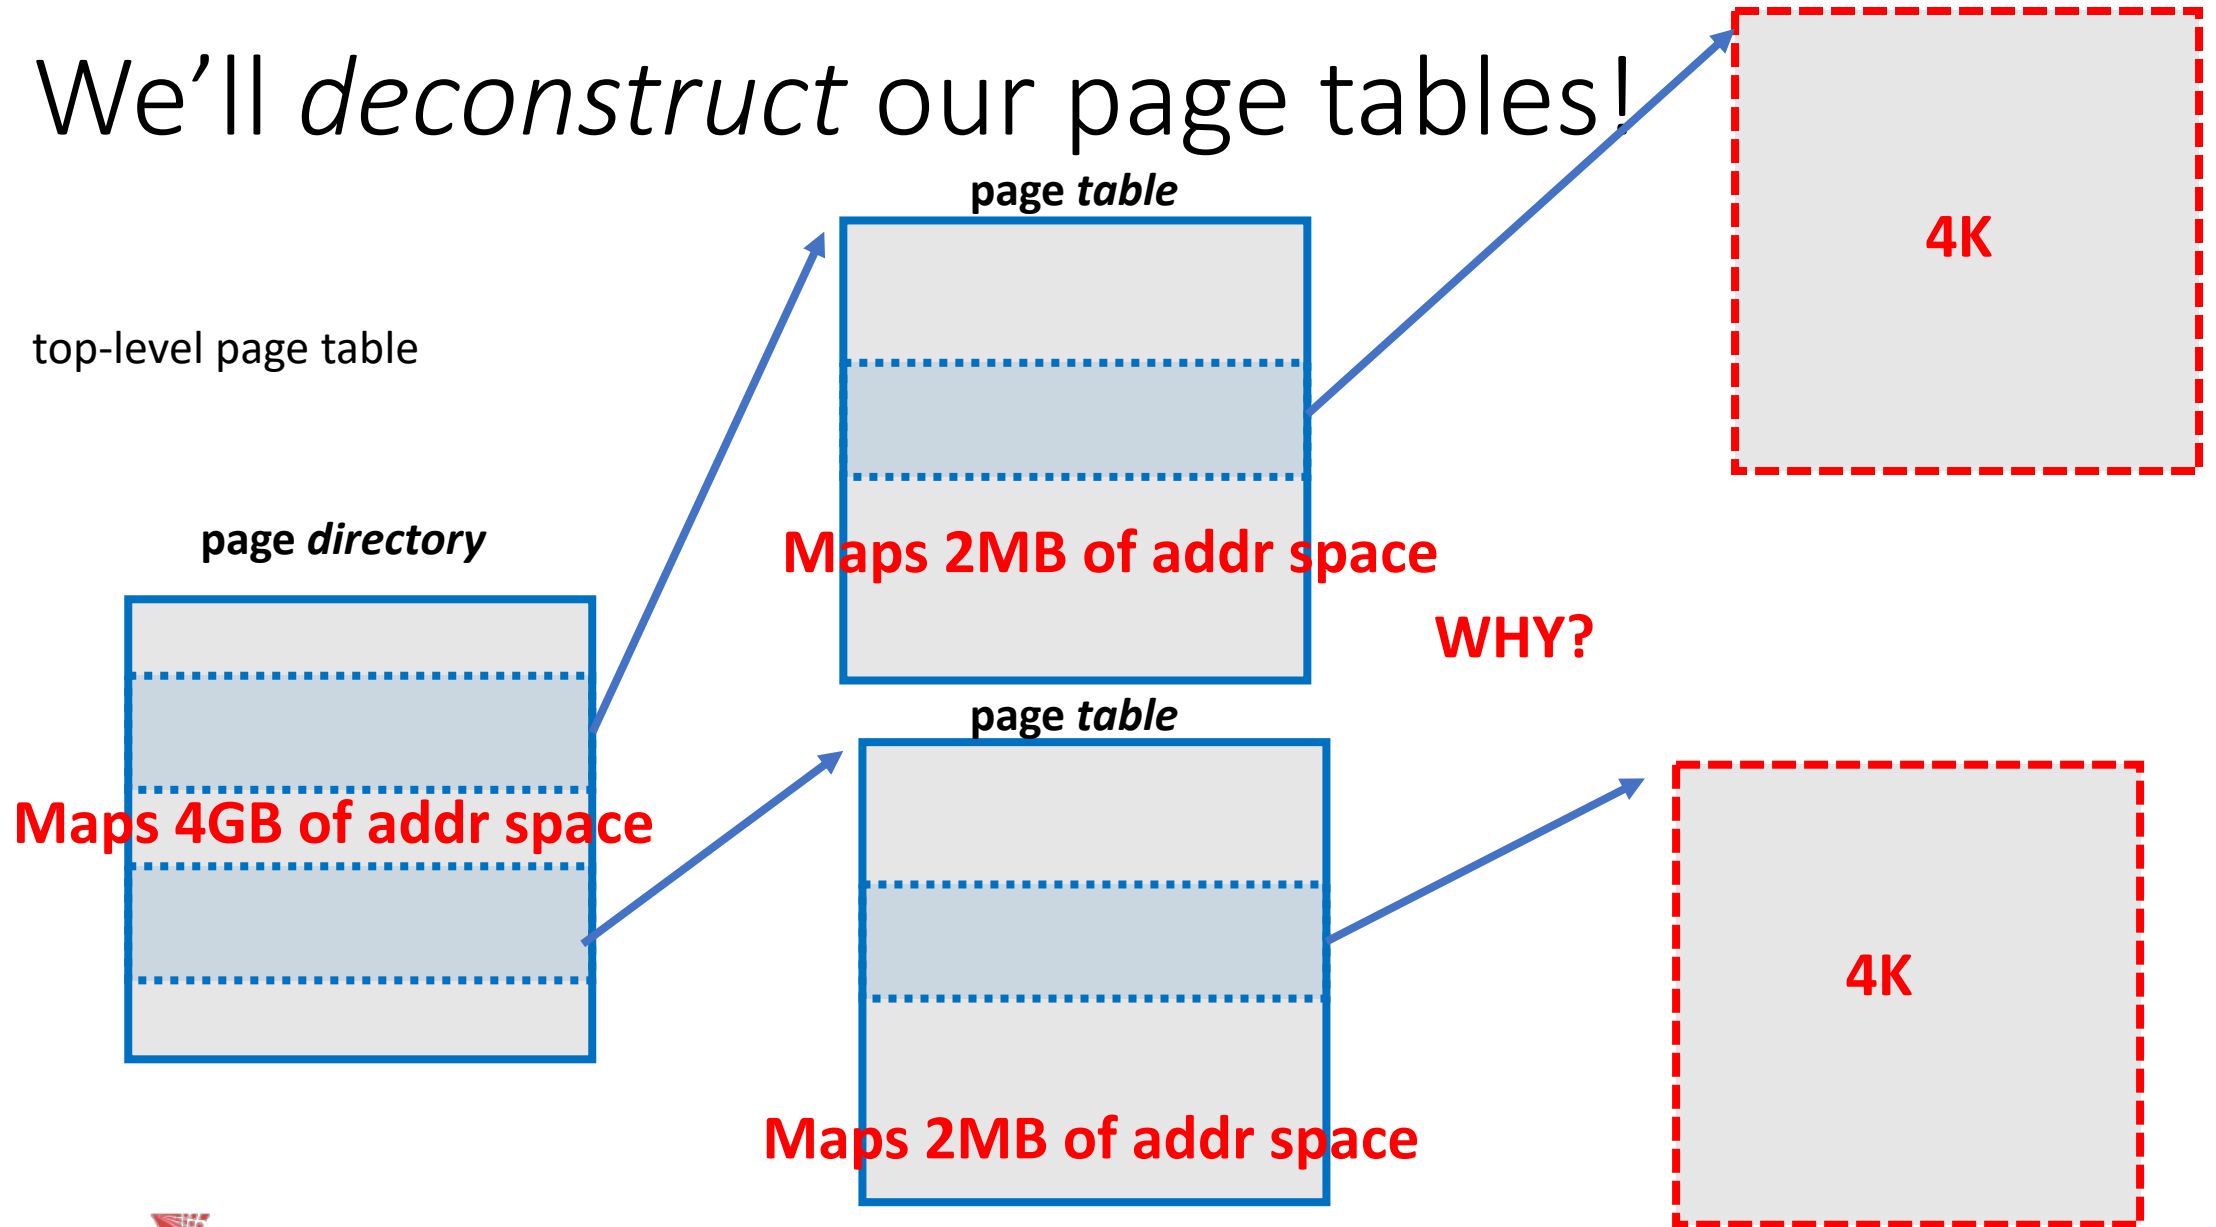 We’ll deconstruct our page tables!
page table
4K
top-level page table
Maps 2MB of addr space
page directory
WHY?
page table
Maps 4GB of addr space
4K
Maps 2MB of addr space